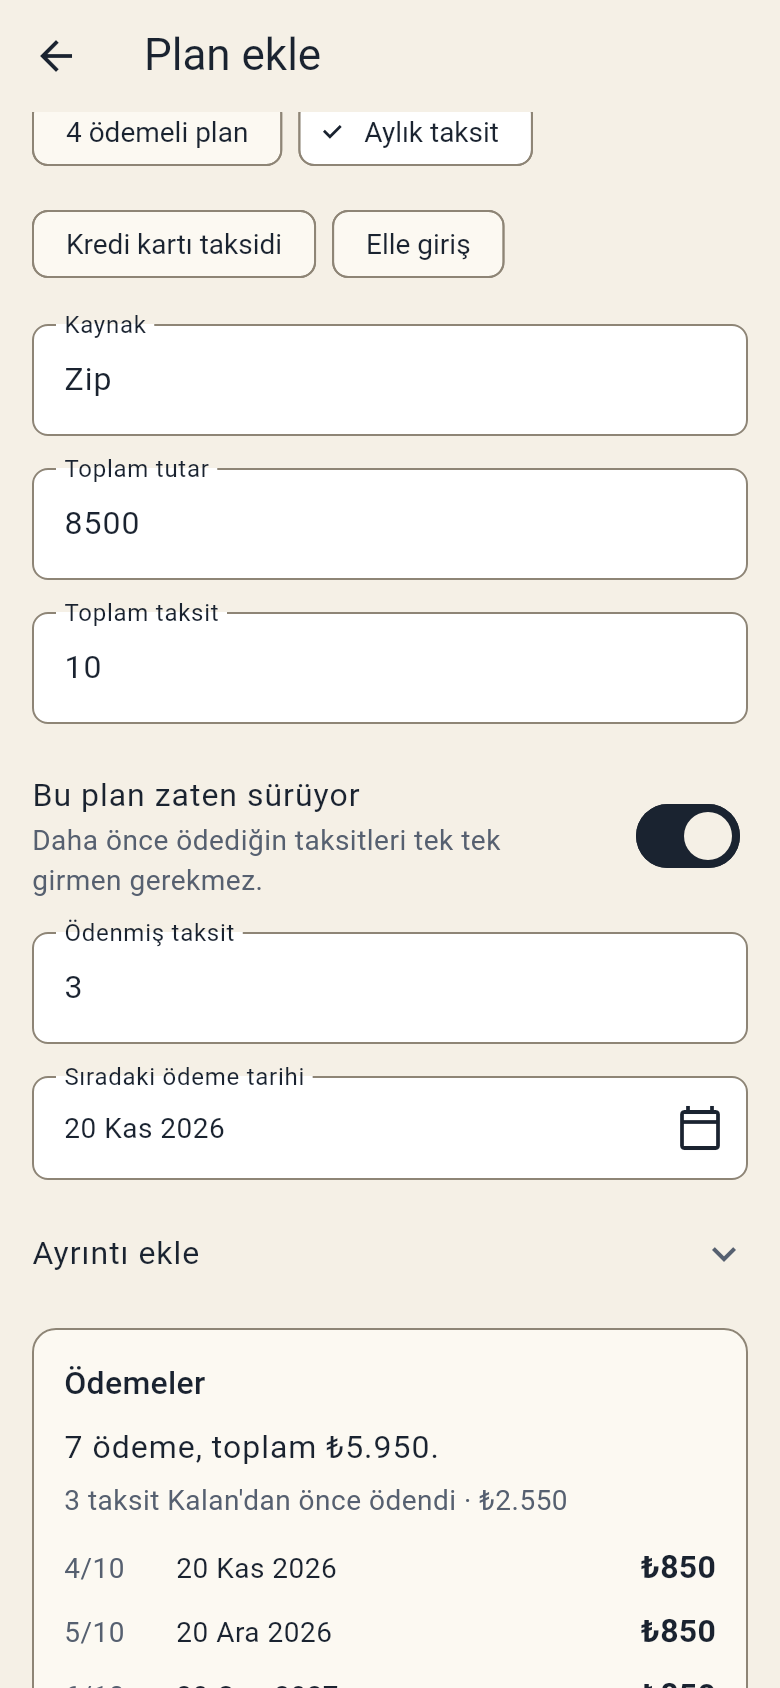 Plan ekle
4 ödemeli plan
Aylık taksit
Kredi kartı taksidi
Elle giriş
Kaynak
Zip
Toplam tutar
8500
Toplam taksit
10
Bu plan zaten sürüyor
Daha önce ödediğin taksitleri tek tek
girmen gerekmez.
Ödenmiş taksit
3
Sıradaki ödeme tarihi
20 Kas 2026
Ayrıntı ekle
Ödemeler
7 ödeme, toplam ₺5.950.
3 taksit Kalan'dan önce ödendi · ₺2.550
4/10 20 Kas 2026 ₺850
5/10 20 Ara 2026 ₺850